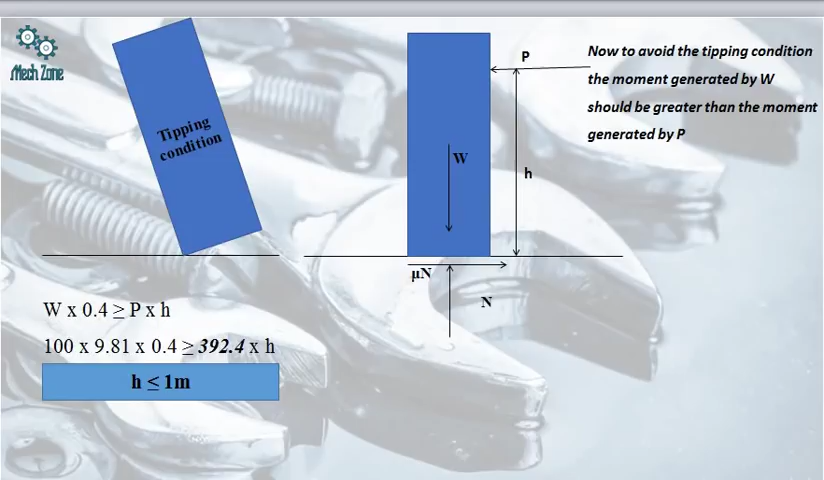 Mech Zone
Tipping
condition
P
Now to avoid the tipping condition
the moment generated by W
should be greater than the moment
generated by P
W
h
μN
N
W x 0.4 ≥ P x h
100 x 9.81 x 0.4 ≥ 392.4 x h
h ≤ 1m